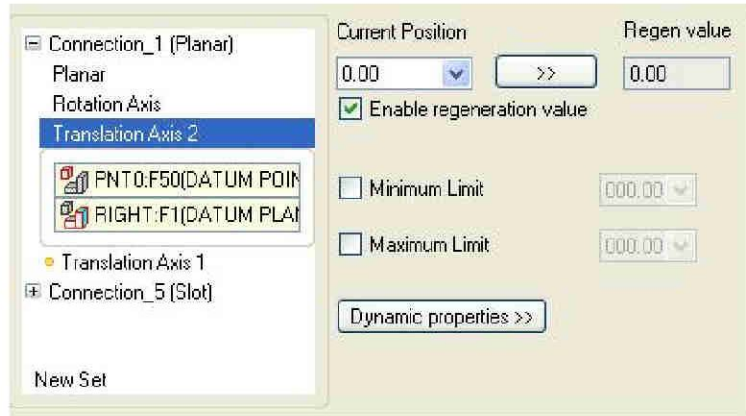 Connection_1 (Planar)
Planar
Rotation Axis
Translation Axis 2
PNT0:F50(DATUM POIN
RIGHT:F1(DATUM PLAN
Translation Axis 1
Connection_5 (Slot)
New Set
Current Position
Regen value
0.00
>>
0.00
Enable regeneration value
Minimum Limit
000.00
Maximum Limit
000.00
Dynamic properties >>